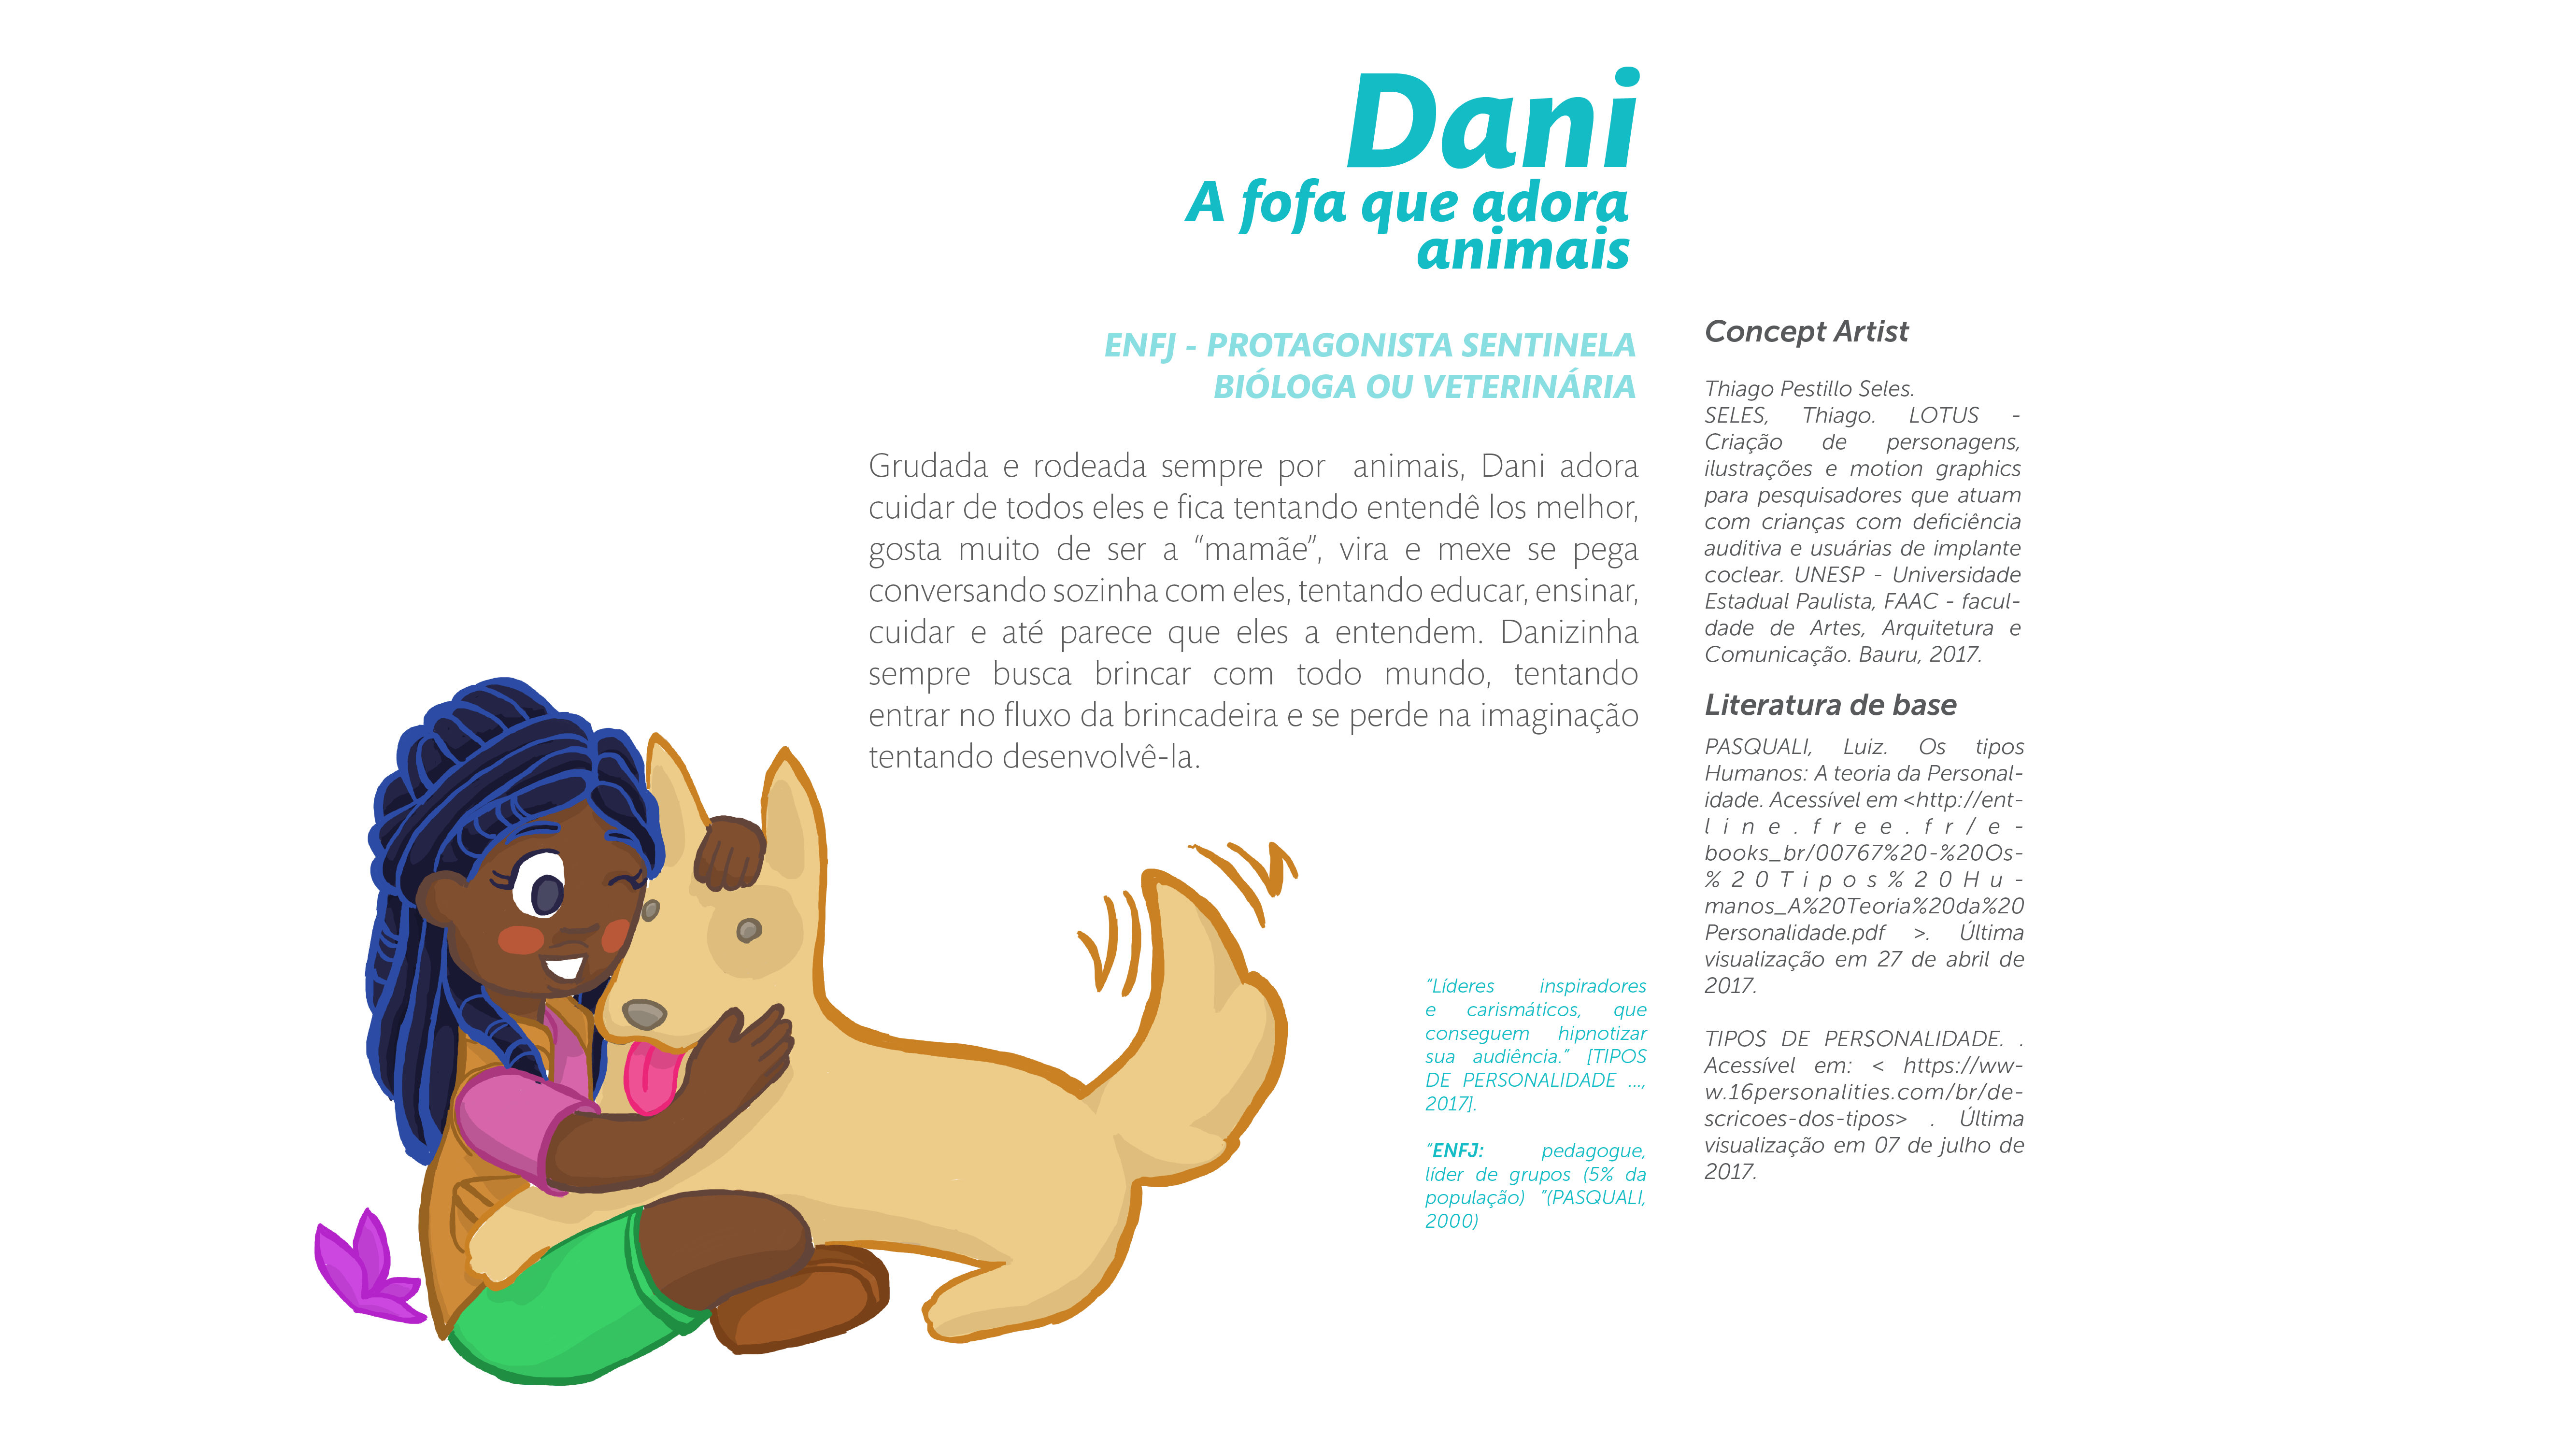 Dani
A fofa que adora
animais
ENFJ - PROTAGONISTA SENTINELA
BIÓLOGA OU VETERINÁRIA
Grudada e rodeada sempre por animais, Dani adora
cuidar de todos eles e fica tentando entendê los melhor,
gosta muito de ser a “mamãe”, vira e mexe se pega
conversando sozinha com eles, tentando educar, ensinar,
cuidar e até parece que eles a entendem. Danizinha
sempre busca brincar com todo mundo, tentando
entrar no fluxo da brincadeira e se perde na imaginação
tentando desenvolvê-la.
“Líderes inspiradores
e carismáticos, que
conseguem hipnotizar
sua audiência.” [TIPOS
DE PERSONALIDADE ...,
2017].
“ENFJ: pedagogue,
líder de grupos (5% da
população) ”(PASQUALI,
2000)
Concept Artist
Thiago Pestillo Seles.
SELES, Thiago. LOTUS -
Criação de personagens,
ilustrações e motion graphics
para pesquisadores que atuam
com crianças com deficiência
auditiva e usuárias de implante
coclear. UNESP - Universidade
Estadual Paulista, FAAC - facul-
dade de Artes, Arquitetura e
Comunicação. Bauru, 2017.
Literatura de base
PASQUALI, Luiz. Os tipos
Humanos: A teoria da Personal-
idade. Acessível em <http://ent-
line.free.fr/e-
books_br/00767%20-%20Os-
%20Tipos%20Hu-
manos_A%20Teoria%20da%20
Personalidade.pdf >. Última
visualização em 27 de abril de
2017.
TIPOS DE PERSONALIDADE. .
Acessível em: < https://ww-
w.16personalities.com/br/de-
scricoes-dos-tipos> . Última
visualização em 07 de julho de
2017.